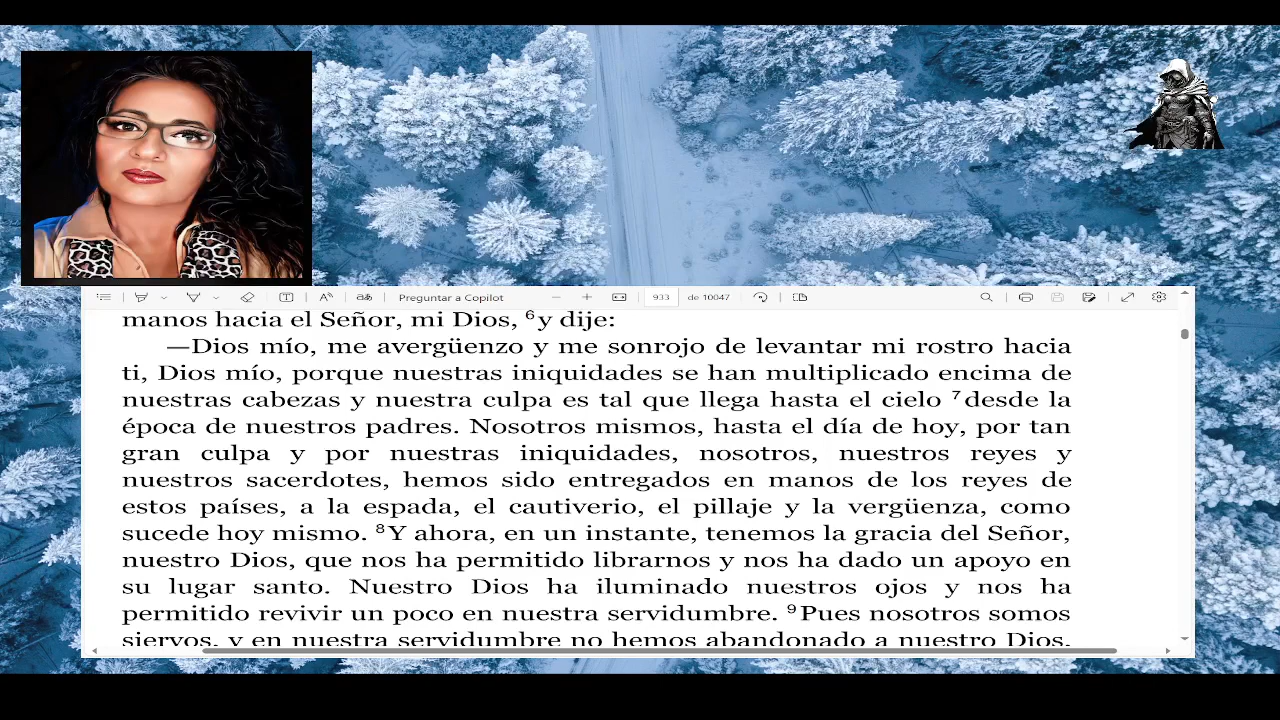 Preguntar a Copilot
933 de 10047
manos hacia el Señor, mi Dios, ⁶y dije:
—Dios mío, me avergüenzo y me sonrojo de levantar mi rostro hacia
ti, Dios mío, porque nuestras iniquidades se han multiplicado encima de
nuestras cabezas y nuestra culpa es tal que llega hasta el cielo ⁷desde la
época de nuestros padres. Nosotros mismos, hasta el día de hoy, por tan
gran culpa y por nuestras iniquidades, nosotros, nuestros reyes y
nuestros sacerdotes, hemos sido entregados en manos de los reyes de
estos países, a la espada, el cautiverio, el pillaje y la vergüenza, como
sucede hoy mismo. ⁸Y ahora, en un instante, tenemos la gracia del Señor,
nuestro Dios, que nos ha permitido librarnos y nos ha dado un apoyo en
su lugar santo. Nuestro Dios ha iluminado nuestros ojos y nos ha
permitido revivir un poco en nuestra servidumbre. ⁹Pues nosotros somos
siervos, y en nuestra servidumbre no hemos abandonado a nuestro Dios,